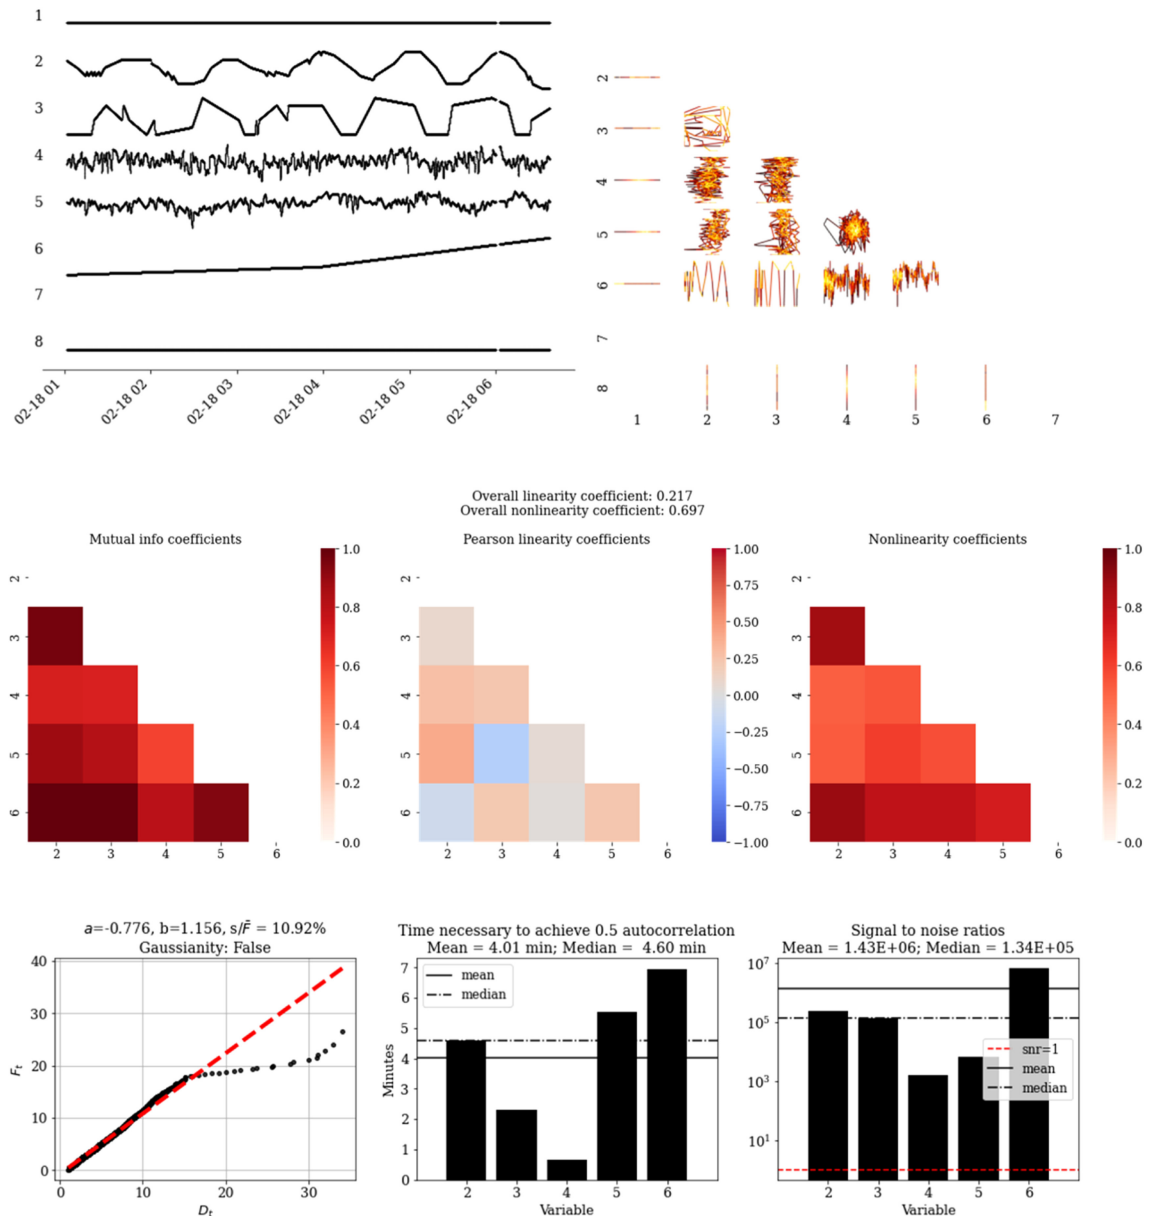 1
2
3
4
5
6
7
8
02-18 01
02-18 02
02-18 03
02-18 04
02-18 05
02-18 06
2
3
4
5
6
7
8
1 2 3 4 5 6 7
Overall linearity coefficient: 0.217
Overall nonlinearity coefficient: 0.697
Mutual info coefficients
2
3
4
5
6
2 3 4 5 6
1.0
0.8
0.6
0.4
0.2
0.0
Pearson linearity coefficients
2
3
4
5
6
2 3 4 5 6
1.00
0.75
0.50
0.25
0.00
−0.25
−0.50
−0.75
−1.00
Nonlinearity coefficients
2
3
4
5
6
2 3 4 5 6
1.0
0.8
0.6
0.4
0.2
0.0
a=-0.776, b=1.156, s/F̄ = 10.92%
Gaussianity: False
40
30
20
10
0
Fₜ
0 10 20 30
Dₜ
Time necessary to achieve 0.5 autocorrelation
Mean = 4.01 min; Median = 4.60 min
mean
median
7
6
5
4
3
2
1
0
Minutes
2 3 4 5 6
Variable
Signal to noise ratios
Mean = 1.43E+06; Median = 1.34E+05
10⁷
10⁵
10³
10¹
snr=1
mean
median
2 3 4 5 6
Variable